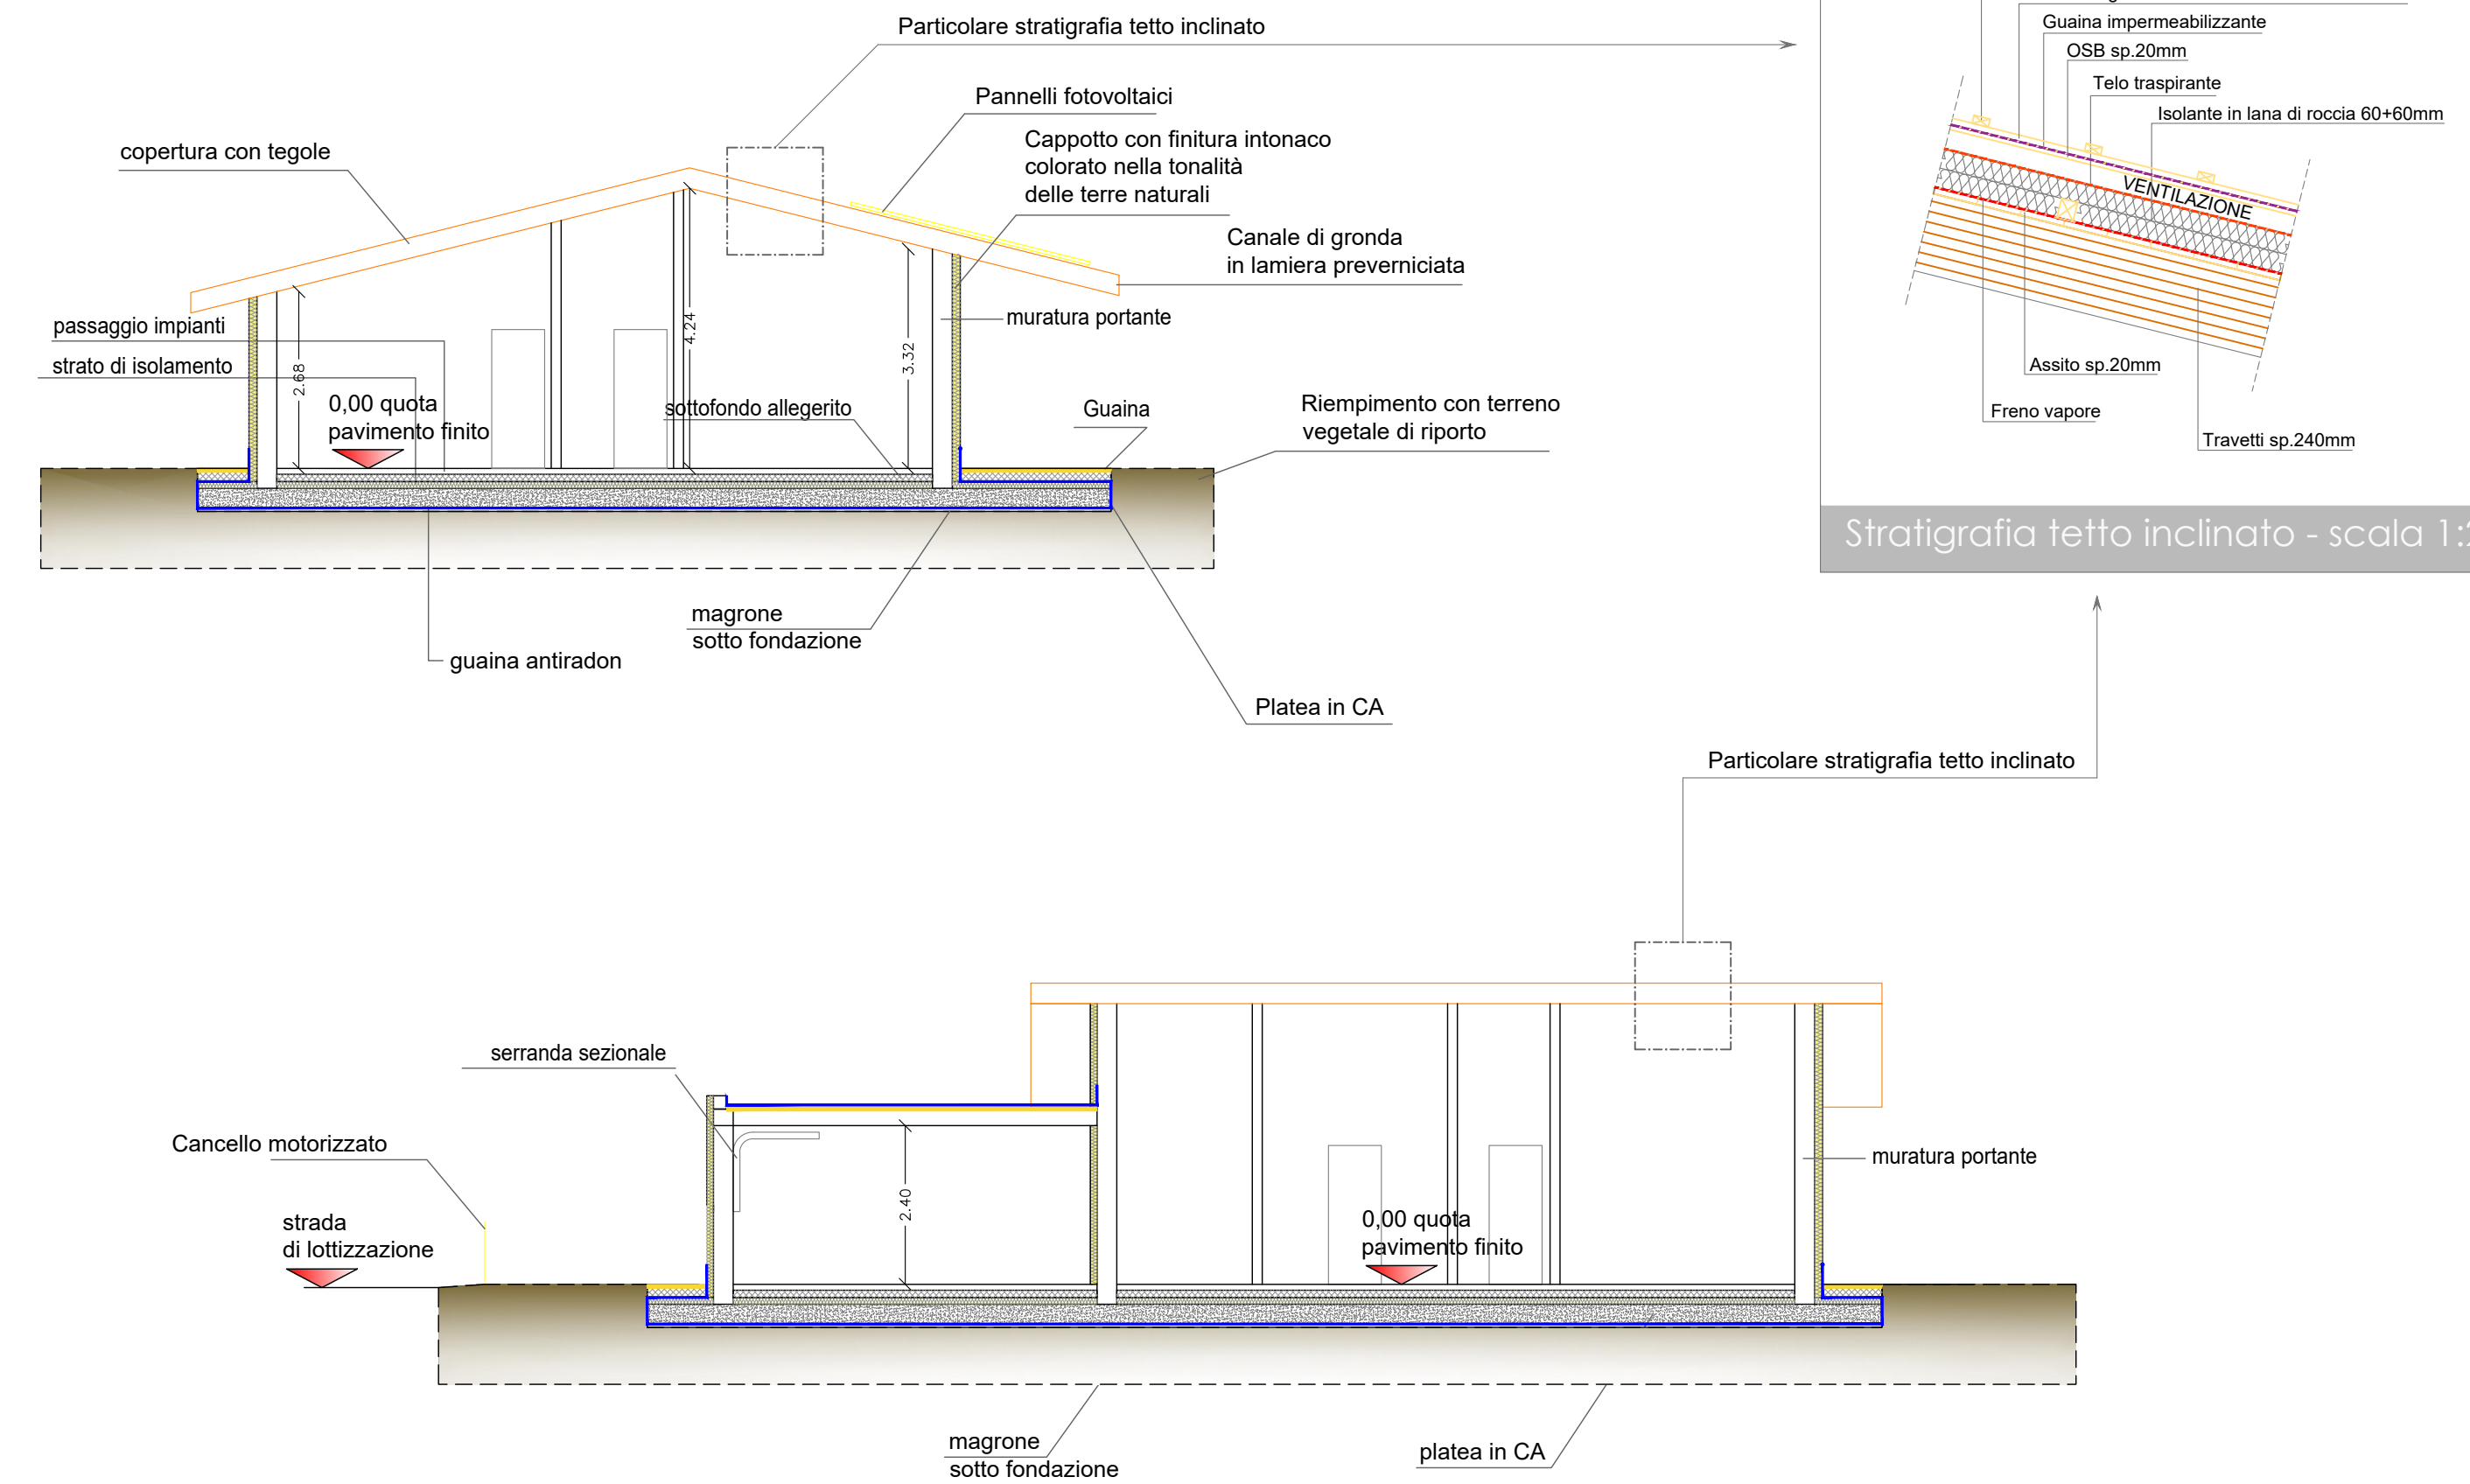 Particolare stratigrafia tetto inclinato
Pannelli fotovoltaici
Cappotto con finitura intonaco
colorato nella tonalità
delle terre naturali
copertura con tegole
Canale di gronda
in lamiera preverniciata
passaggio impianti
muratura portante
strato di isolamento
2.68
4.24
3.32
0,00 quota
pavimento finito
sottofondo allegerito
Guaina
Riempimento con terreno
vegetale di riporto
magrone
sotto fondazione
guaina antiradon
Platea in CA
Guaina impermeabilizzante
OSB sp.20mm
Telo traspirante
Isolante in lana di roccia 60+60mm
VENTILAZIONE
Assito sp.20mm
Freno vapore
Travetti sp.240mm
Stratigrafia tetto inclinato - scala
Particolare stratigrafia tetto inclinato
serranda sezionale
Cancello motorizzato
strada
di lottizzazione
2.40
0,00 quota
pavimento finito
muratura portante
magrone
sotto fondazione
platea in CA